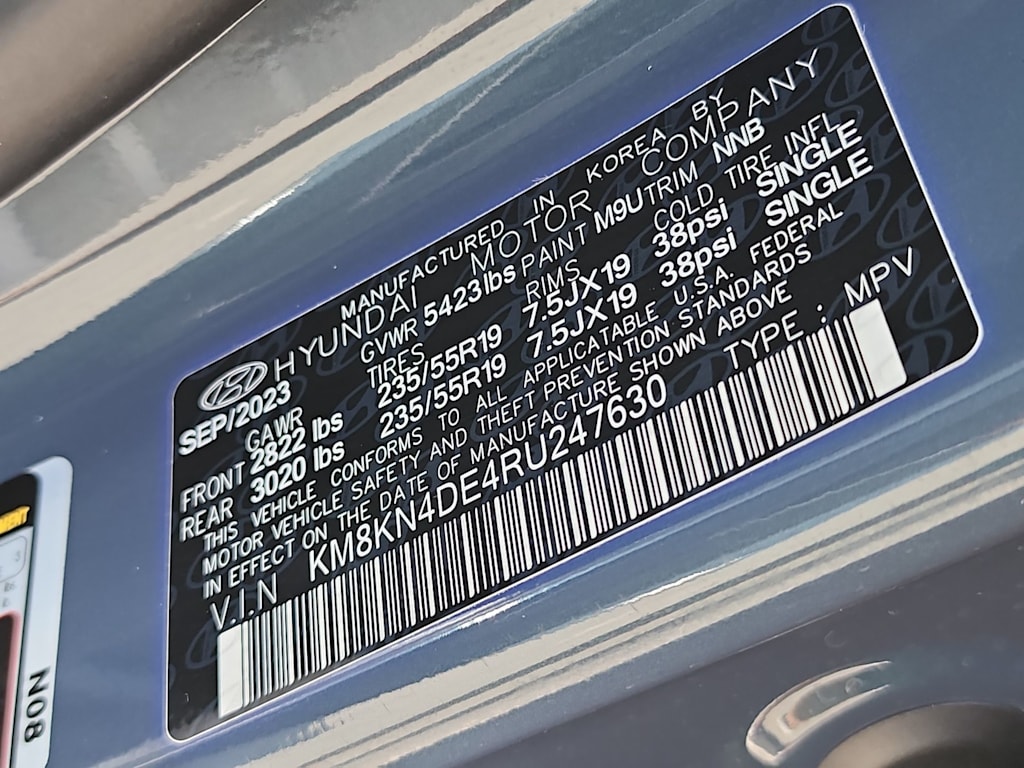 MANUFACTURED IN KOREA BY
HYUNDAI MOTOR COMPANY
SEP/2023 GVWR 5423lbs PAINT M9U TRIM NNB
GAWR TIRES RIMS COLD TIRE INFL
FRONT 2822 lbs 235/55R19 7.5JX19 38psi SINGLE
REAR 3020 lbs 235/55R19 7.5JX19 38psi SINGLE
THIS VEHICLE CONFORMS TO ALL APPLICATABLE U.S.A. FEDERAL
MOTOR VEHICLE SAFETY AND THEFT PREVENTION STANDARDS
IN EFFECT ON THE DATE OF MANUFACTURE SHOWN ABOVE
V.I.N KM8KN4DE4RU247630 TYPE : MPV
N08